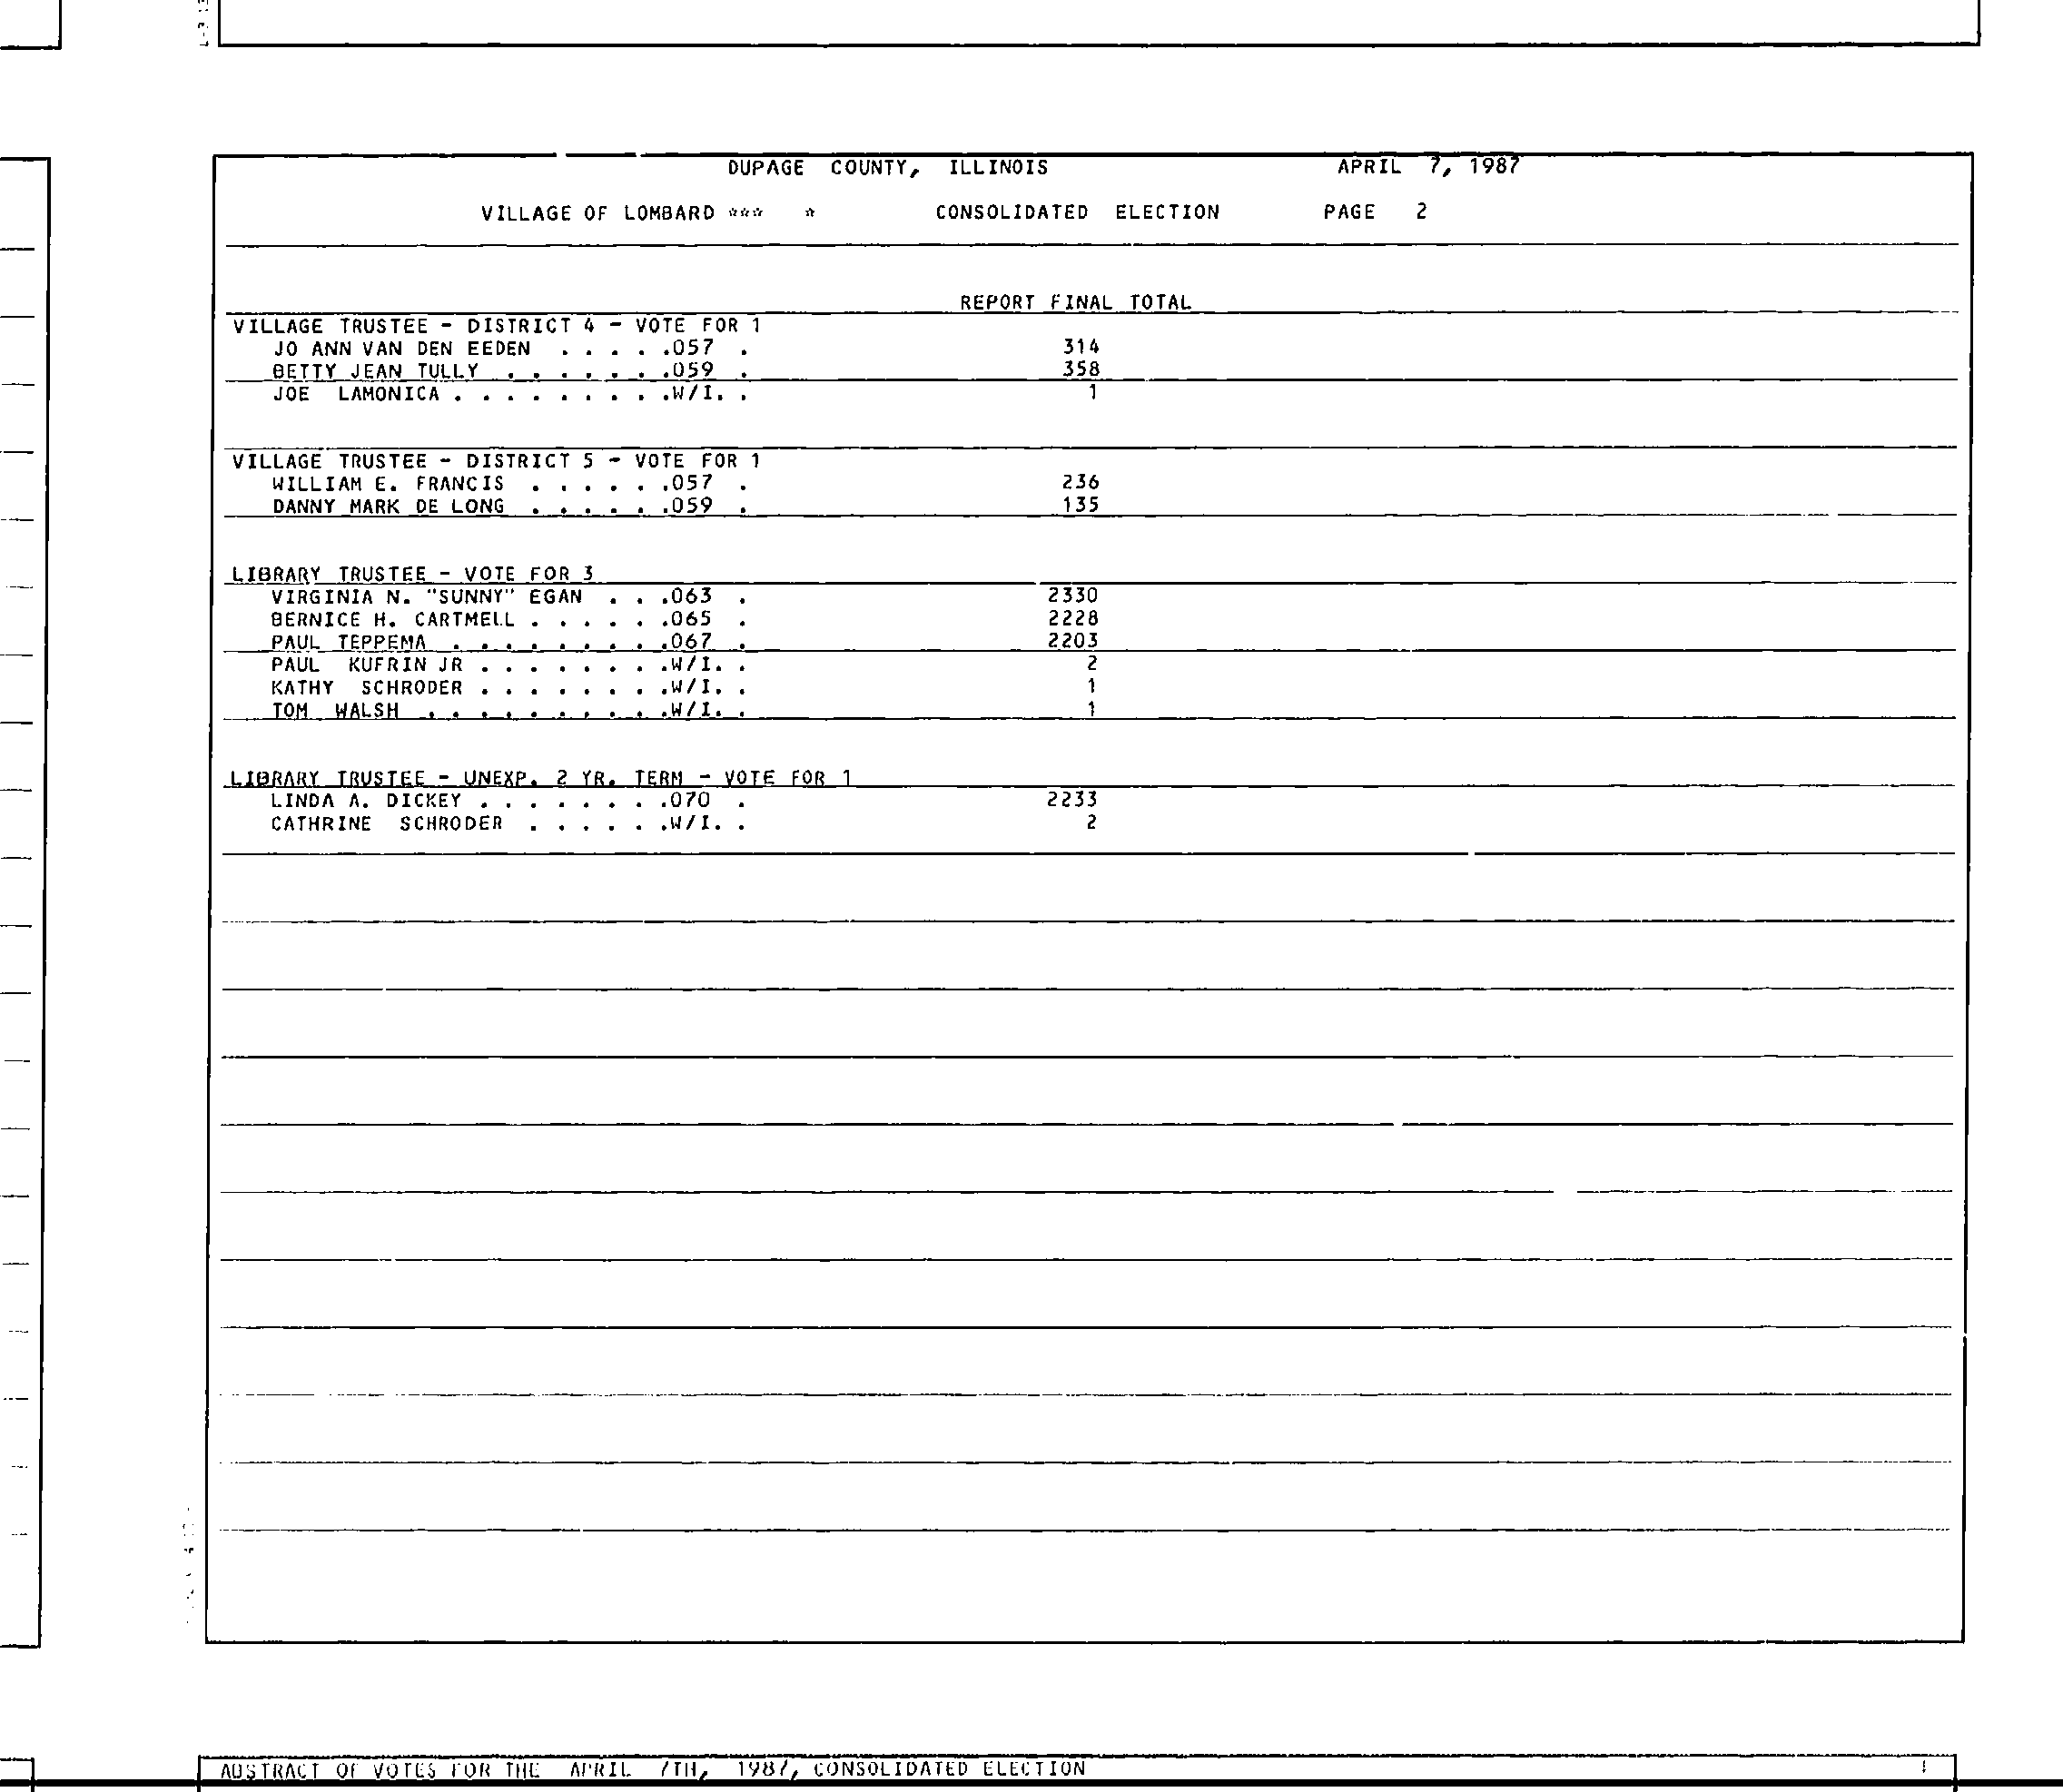 DUPAGE COUNTY, ILLINOIS APRIL 7, 1987
VILLAGE OF LOMBARD *** * CONSOLIDATED ELECTION PAGE 2
REPORT FINAL TOTAL
VILLAGE TRUSTEE - DISTRICT 4 - VOTE FOR 1
JO ANN VAN DEN EEDEN . . . . .057 . 314
BETTY JEAN TULLY . . . . . . .059 . 358
JOE LAMONICA . . . . . . . . .W/I. . 1
VILLAGE TRUSTEE - DISTRICT 5 - VOTE FOR 1
WILLIAM E. FRANCIS . . . . . .057 . 236
DANNY MARK DE LONG . . . . . .059 . 135
LIBRARY TRUSTEE - VOTE FOR 3
VIRGINIA N. "SUNNY" EGAN . . .063 . 2330
BERNICE H. CARTMELL . . . . . .065 . 2228
PAUL TEPPEMA . . . . . . . . .067 . 2203
PAUL KUFRIN JR . . . . . . . .W/I. . 2
KATHY SCHRODER . . . . . . . .W/I. . 1
TOM WALSH . . . . . . . . . .W/I. . 1
LIBRARY TRUSTEE - UNEXP. 2 YR. TERM - VOTE FOR 1
LINDA A. DICKEY . . . . . . . .070 . 2233
CATHRINE SCHRODER . . . . . .W/I. . 2
ABSTRACT OF VOTES FOR THE APRIL 7TH, 1987, CONSOLIDATED ELECTION